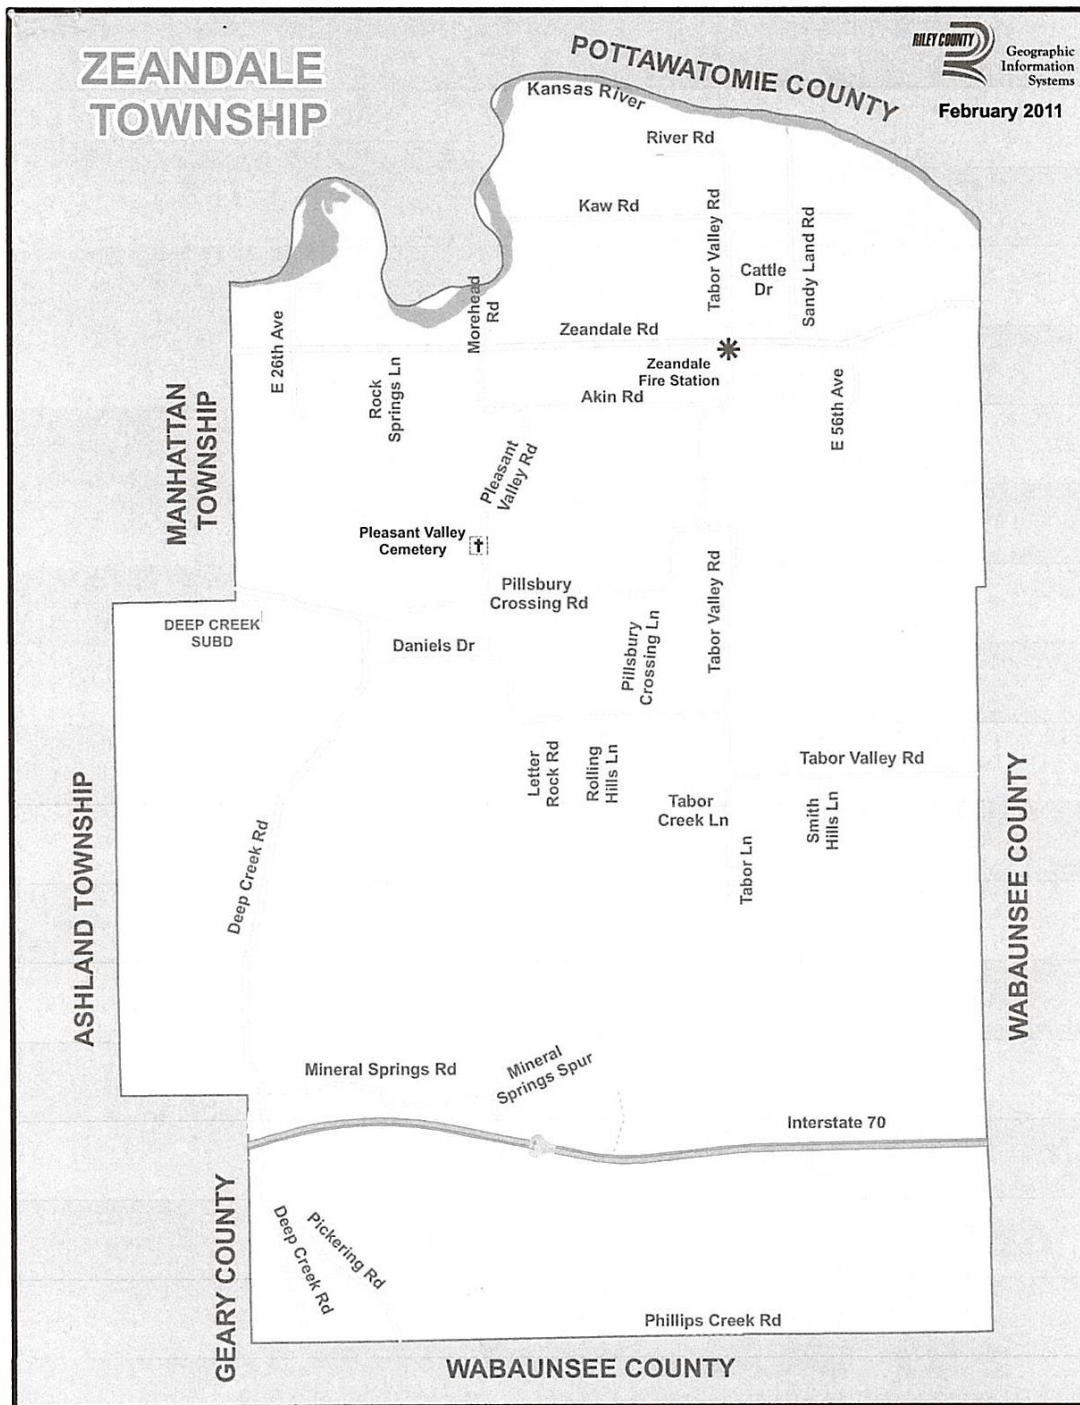 ZEANDALE
TOWNSHIP
POTTAWATOMIE COUNTY
RILEY COUNTY
Geographic
Information
Systems
February 2011
Kansas River
River Rd
Kaw Rd
Tabor Valley Rd
Cattle
Dr
Sandy Land Rd
Morehead
Rd
Zeandale Rd
E 26th Ave
Rock
Springs Ln
Zeandale
Fire Station
Akin Rd
E 56th Ave
MANHATTAN
TOWNSHIP
Pleasant
Valley Rd
Pleasant Valley
Cemetery
Pillsbury
Crossing Rd
Tabor Valley Rd
DEEP CREEK
SUBD
Daniels Dr
Pillsbury
Crossing Ln
Letter
Rock Rd
Rolling
Hills Ln
Tabor Valley Rd
Tabor
Creek Ln
Smith
Hills Ln
Tabor Ln
ASHLAND TOWNSHIP
Deep Creek Rd
WABAUNSEE COUNTY
Mineral Springs Rd
Mineral
Springs Spur
Interstate 70
GEARY COUNTY
Pickering Rd
Deep Creek Rd
Phillips Creek Rd
WABAUNSEE COUNTY